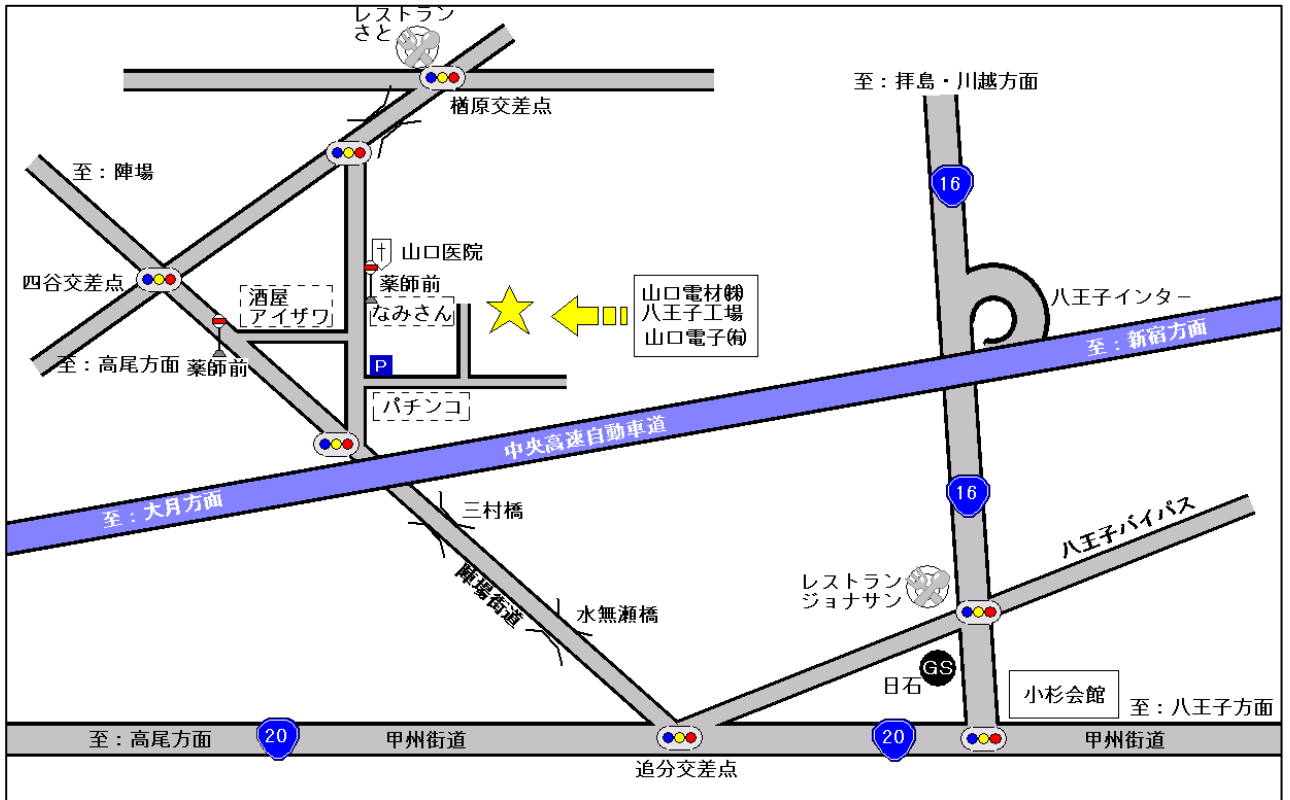 レストラン
さと
楢原交差点
至：拝島・川越方面
至：陣場
16
山口医院
四谷交差点
薬師前
酒屋
アイザワ
なみさん
山口電材㈱
八王子工場
山口電子㈲
八王子インター
至：新宿方面
至：高尾方面
薬師前
P
パチンコ
中央高速自動車道
至：大月方面
16
三村橋
八王子バイパス
陣場街道
レストラン
ジョナサン
水無瀬橋
GS
日石
小杉会館
至：八王子方面
至：高尾方面
20
甲州街道
20
甲州街道
追分交差点